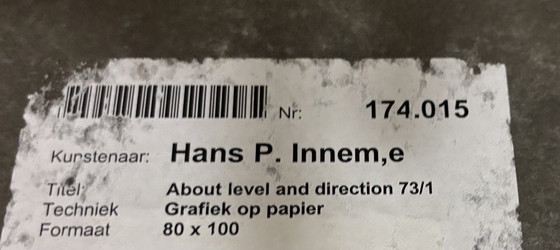 Nr: 174.015
Kunstenaar: Hans P. Innem,e
Titel: About level and direction 73/1
Techniek Grafiek op papier
Formaat 80 x 100